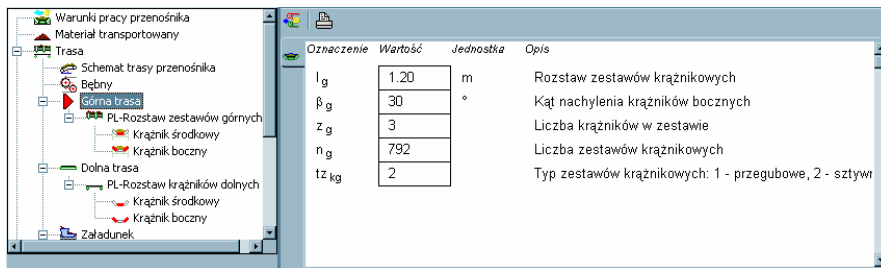 Warunki pracy przenośnika
Materiał transportowany
Trasa
Schemat trasy przenośnika
Bębny
Górna trasa
PL-Rozstaw zestawów górnych
Krążnik środkowy
Krążnik boczny
Dolna trasa
PL-Rozstaw krążników dolnych
Krążnik środkowy
Krążnik boczny
Załadunek
Oznaczenie Wartość Jednostka Opis
l g 1.20 m Rozstaw zestawów krążnikowych
β g 30 ° Kąt nachylenia krążników bocznych
z g 3 Liczba krążników w zestawie
n g 792 Liczba zestawów krążnikowych
tz kg 2 Typ zestawów krążnikowych: 1 - przegubowe, 2 - sztywn